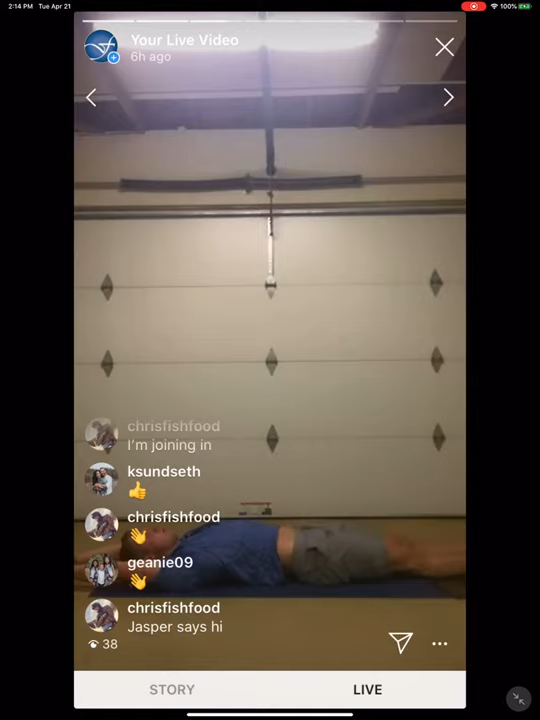 2:14 PM Tue Apr 21
100%
Your Live Video
6h ago
chrisfishfood
I'm joining in
ksundseth
👍
chrisfishfood
👋
geanie09
👋
chrisfishfood
Jasper says hi
38
STORY
LIVE